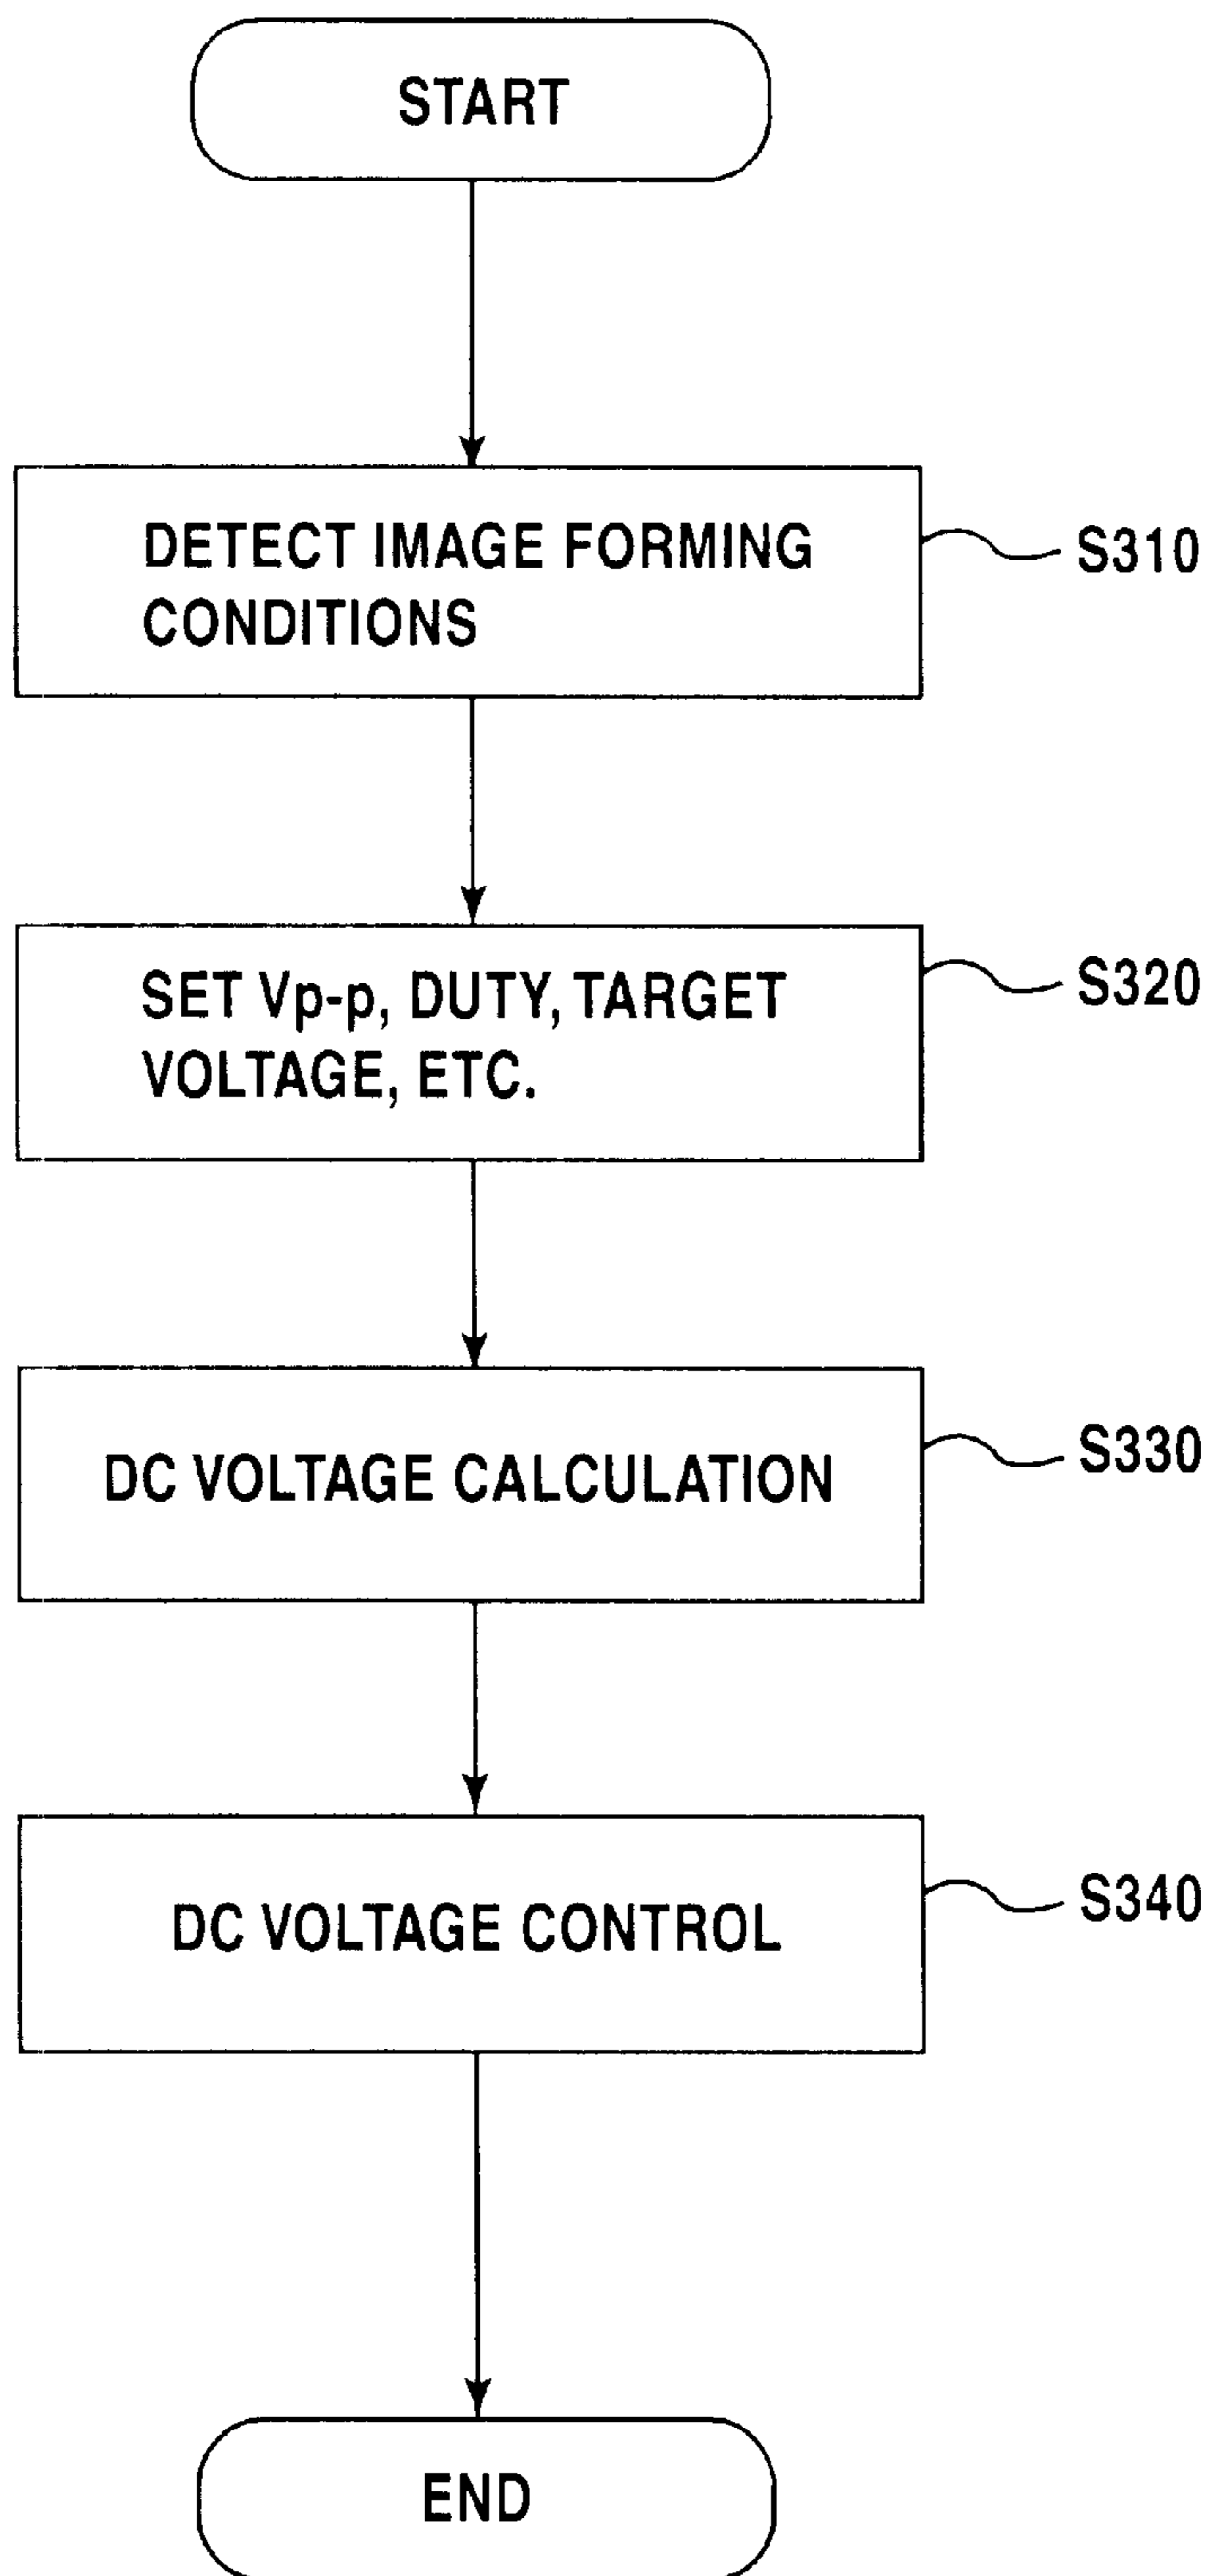 START
DETECT IMAGE FORMING
CONDITIONS
S310
SET Vp-p, DUTY, TARGET
VOLTAGE, ETC.
S320
DC VOLTAGE CALCULATION
S330
DC VOLTAGE CONTROL
S340
END